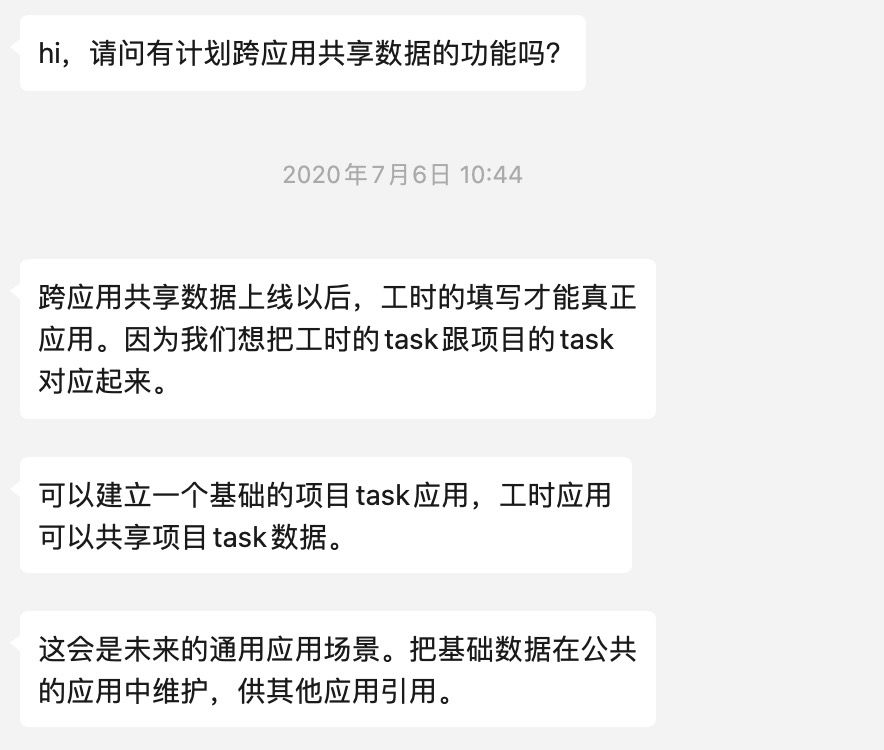 hi，请问有计划跨应用共享数据的功能吗？
2020年7月6日 10:44
跨应用共享数据上线以后，工时的填写才能真正
应用。因为我们想把工时的task跟项目的task
对应起来。
可以建立一个基础的项目task应用，工时应用
可以共享项目task数据。
这会是未来的通用应用场景。把基础数据在公共
的应用中维护，供其他应用引用。